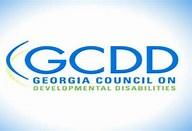 GCDD
GEORGIA COUNCIL ON
DEVELOPMENTAL DISABILITIES